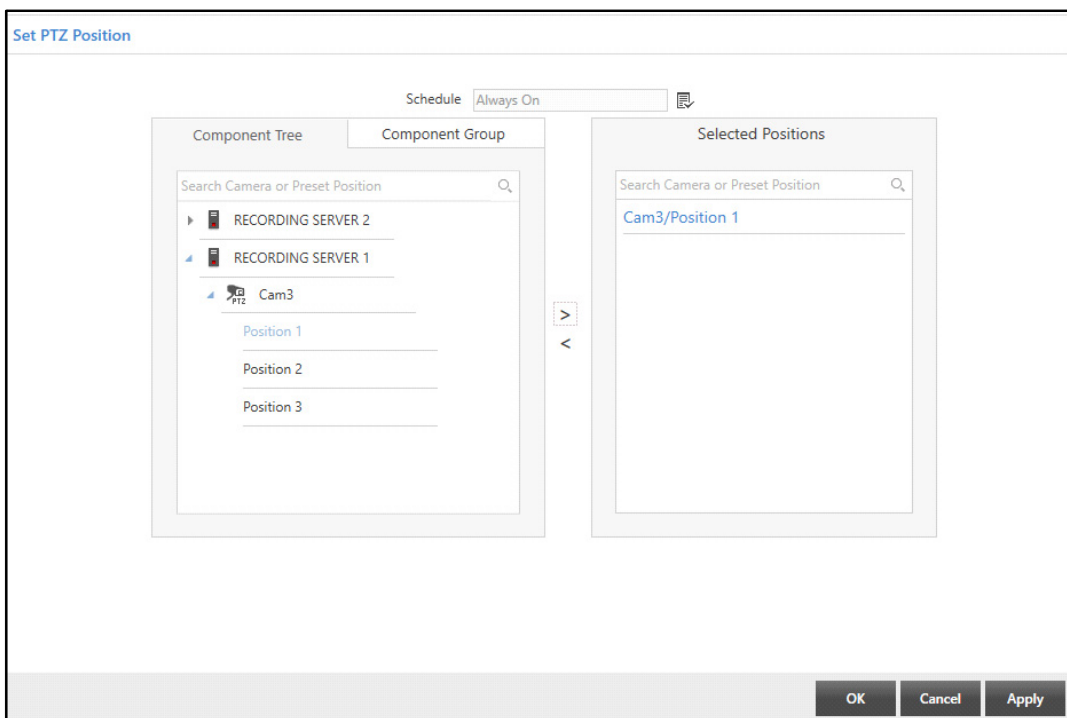 Set PTZ Position
Schedule Always On
Component Tree Component Group
Search Camera or Preset Position
RECORDING SERVER 2
RECORDING SERVER 1
PTZ Cam3
Position 1
Position 2
Position 3
>
<
Selected Positions
Search Camera or Preset Position
Cam3/Position 1
OK Cancel Apply